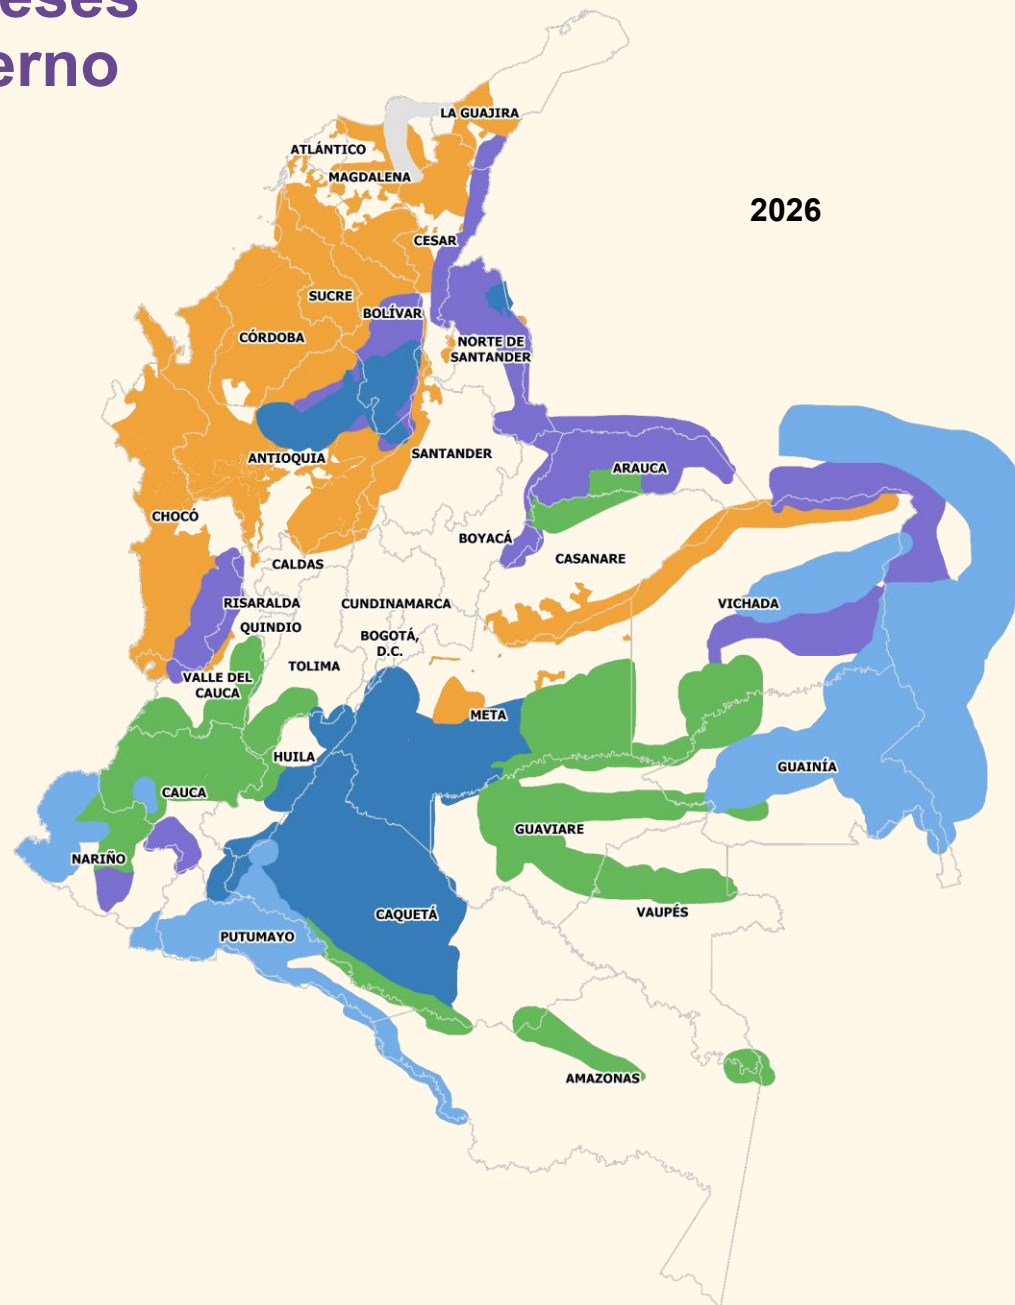 eses
erno
2026
LA GUAJIRA
ATLÁNTICO
MAGDALENA
CESAR
SUCRE
BOLÍVAR
CÓRDOBA
NORTE DE
SANTANDER
ANTIOQUIA
SANTANDER
ARAUCA
CHOCÓ
BOYACÁ
CASANARE
CALDAS
RISARALDA
CUNDINAMARCA
VICHADA
QUINDIO
BOGOTÁ,
D.C.
TOLIMA
VALLE DEL
CAUCA
META
HUILA
GUAINÍA
CAUCA
GUAVIARE
NARIÑO
CAQUETÁ
VAUPÉS
PUTUMAYO
AMAZONAS